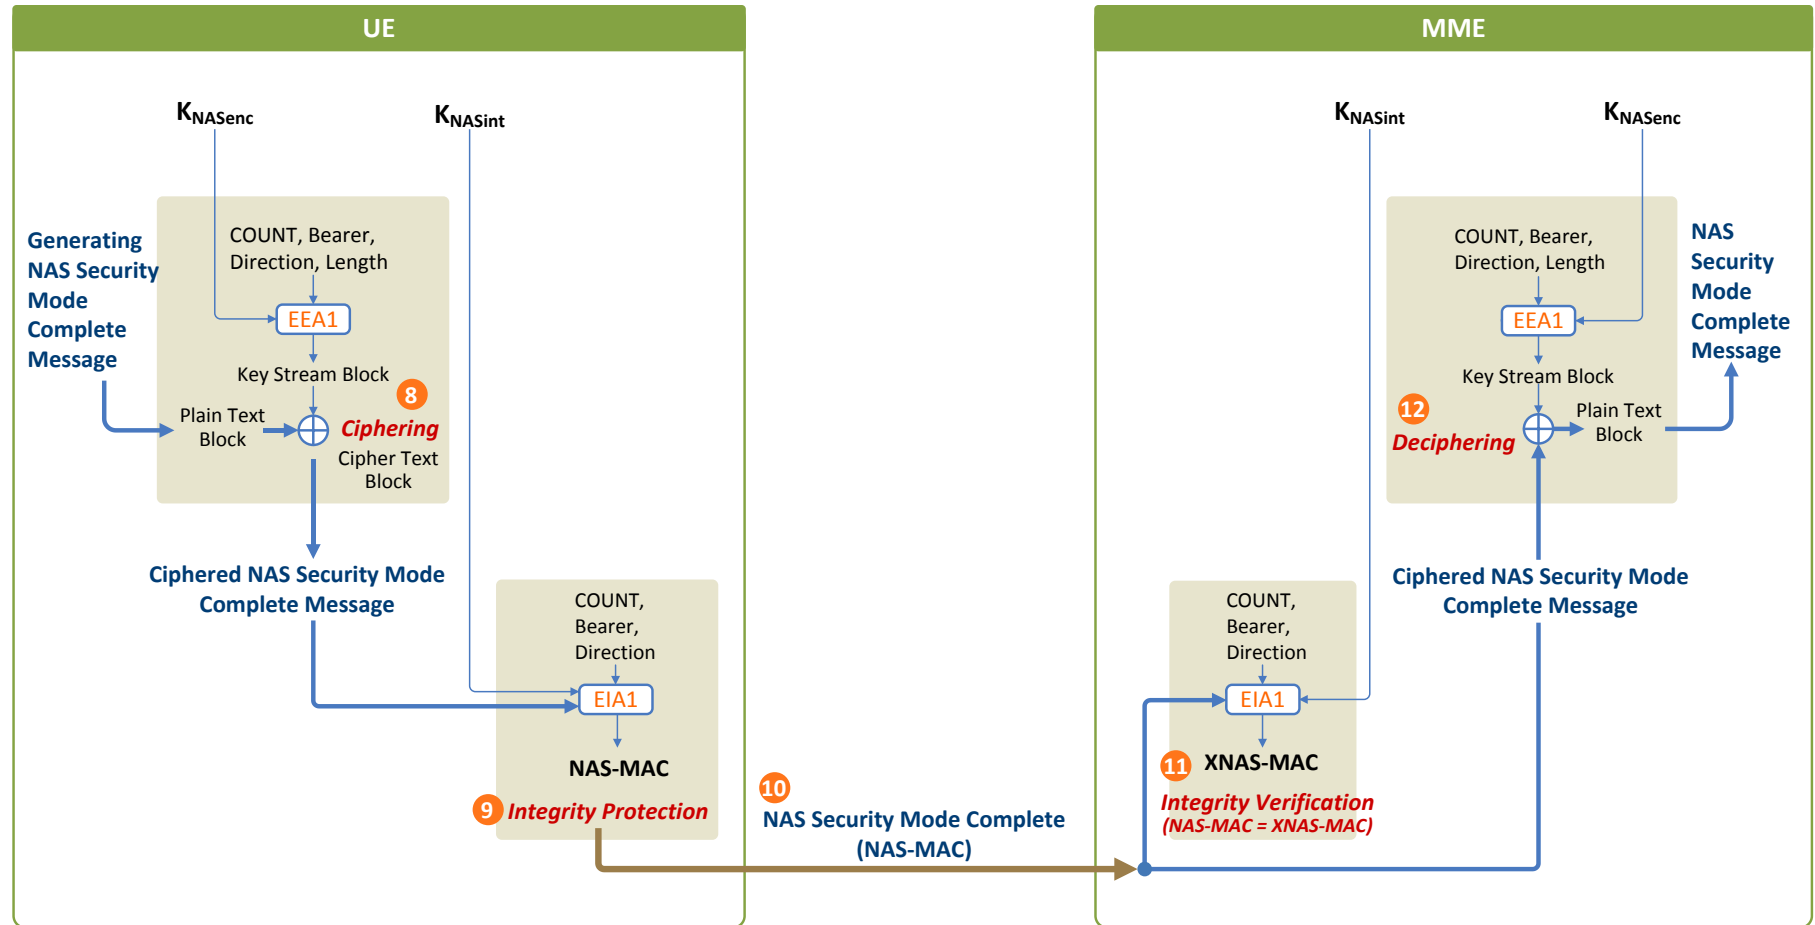 UE
K_NASenc
K_NASint
Generating
NAS Security
Mode
Complete
Message
COUNT, Bearer,
Direction, Length
EEA1
Key Stream Block
8
Plain Text
Block
Ciphering
Cipher Text
Block
Ciphered NAS Security Mode
Complete Message
COUNT,
Bearer,
Direction
EIA1
NAS-MAC
9 Integrity Protection
10
NAS Security Mode Complete
(NAS-MAC)
MME
K_NASint
K_NASenc
COUNT, Bearer,
Direction, Length
EEA1
Key Stream Block
12
Deciphering
Plain Text
Block
NAS
Security
Mode
Complete
Message
Ciphered NAS Security Mode
Complete Message
COUNT,
Bearer,
Direction
EIA1
11 XNAS-MAC
Integrity Verification
(NAS-MAC = XNAS-MAC)